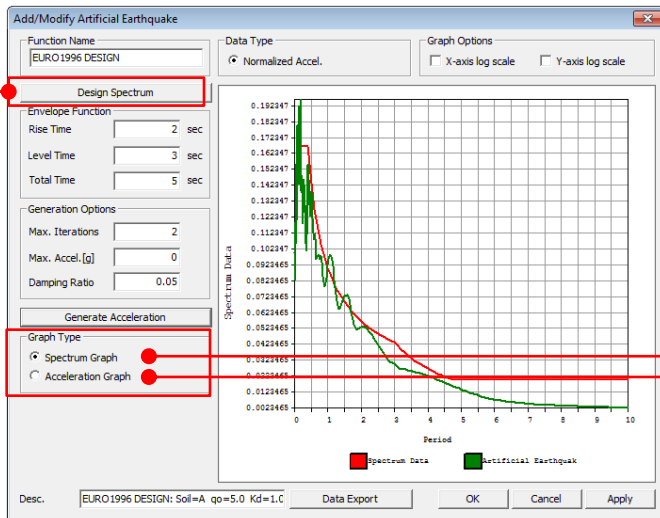 Add/Modify Artificial Earthquake
Function Name
EURO1996 DESIGN
Data Type
Normalized Accel.
Graph Options
X-axis log scale
Y-axis log scale
Design Spectrum
Envelope Function
Rise Time 2 sec
Level Time 3 sec
Total Time 5 sec
Generation Options
Max. Iterations 2
Max. Accel.[g] 0
Damping Ratio 0.05
Generate Acceleration
Graph Type
Spectrum Graph
Acceleration Graph
Spectrum Data
0.192347
0.182347
0.172347
0.162347
0.152347
0.142347
0.132347
0.122347
0.112347
0.102347
0.0923465
0.0823465
0.0723465
0.0623465
0.0523465
0.0423465
0.0323465
0.0223465
0.0123465
0.0023465
0 1 2 3 4 5 6 7 8 9 10
Period
Spectrum Data
Artificial Earthquak
Desc.
EURO1996 DESIGN: Soil=A qo=5.0 Kd=1.0
Data Export
OK
Cancel
Apply